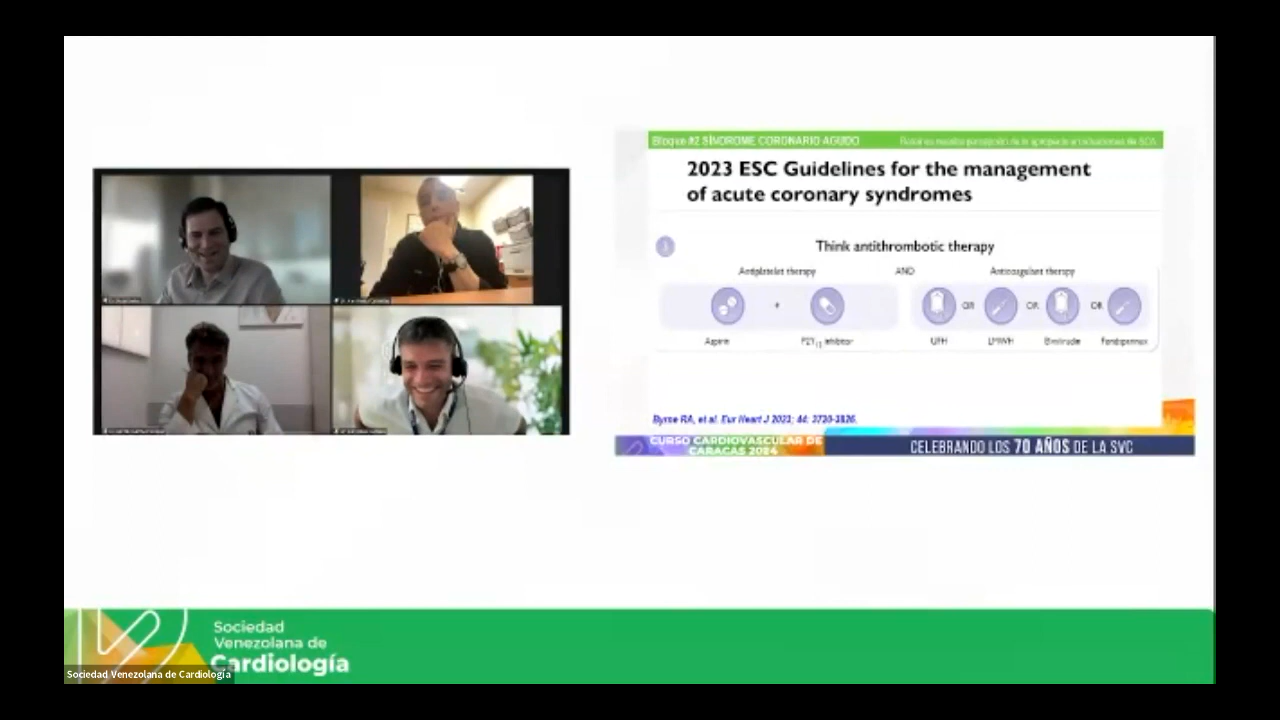 Bloque #2 SÍNDROME CORONARIO AGUDO
2023 ESC Guidelines for the management
of acute coronary syndromes
Think antithrombotic therapy
Antiplatelet therapy AND Anticoagulant therapy
+ OR OR OR
Aspirin P2Y12 inhibitor UFH LMWH Bivalirudin Fondaparinux
Byrne RA, et al. Eur Heart J 2023; 44: 3720-3826.
CURSO CARDIOVASCULAR DE
CARACAS 2024
CELEBRANDO LOS 70 AÑOS DE LA SVC
Sociedad
Venezolana de
Cardiología
Sociedad Venezolana de Cardiología